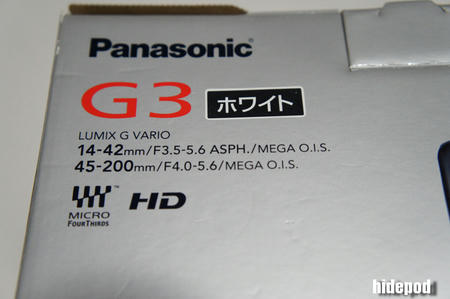 Panasonic
G3 ホワイト
LUMIX G VARIO
14-42mm/F3.5-5.6 ASPH./MEGA O.I.S.
45-200mm/F4.0-5.6/MEGA O.I.S.
™ HD
MICRO
FOURTHIRDS
hidepod